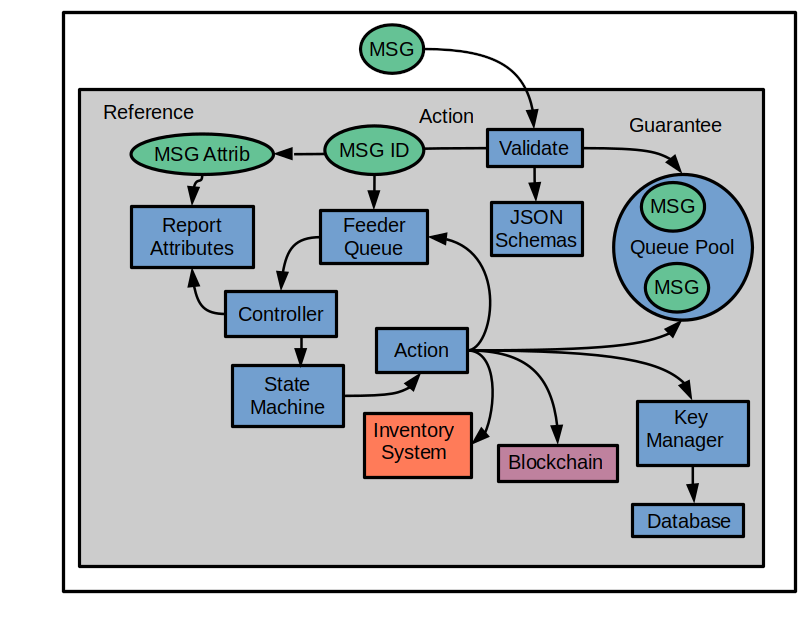 MSG
Reference
Action
Guarantee
MSG Attrib
MSG ID
Validate
Report
Attributes
Feeder
Queue
JSON
Schemas
MSG
Queue Pool
MSG
Controller
Action
State
Machine
Inventory
System
Blockchain
Key
Manager
Database